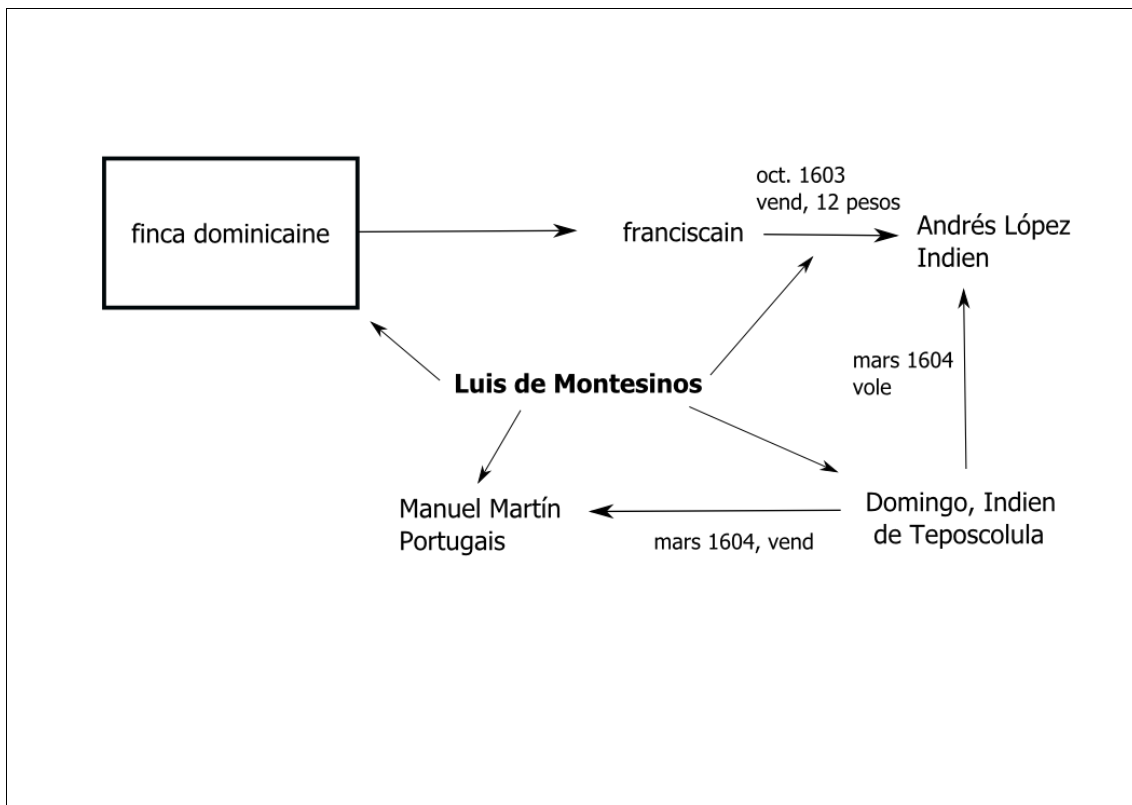 oct. 1603
vend, 12 pesos
finca dominicaine
franciscain
Andrés López
Indien
mars 1604
vole
Luis de Montesinos
Manuel Martín
Portugais
mars 1604, vend
Domingo, Indien
de Teposcolula